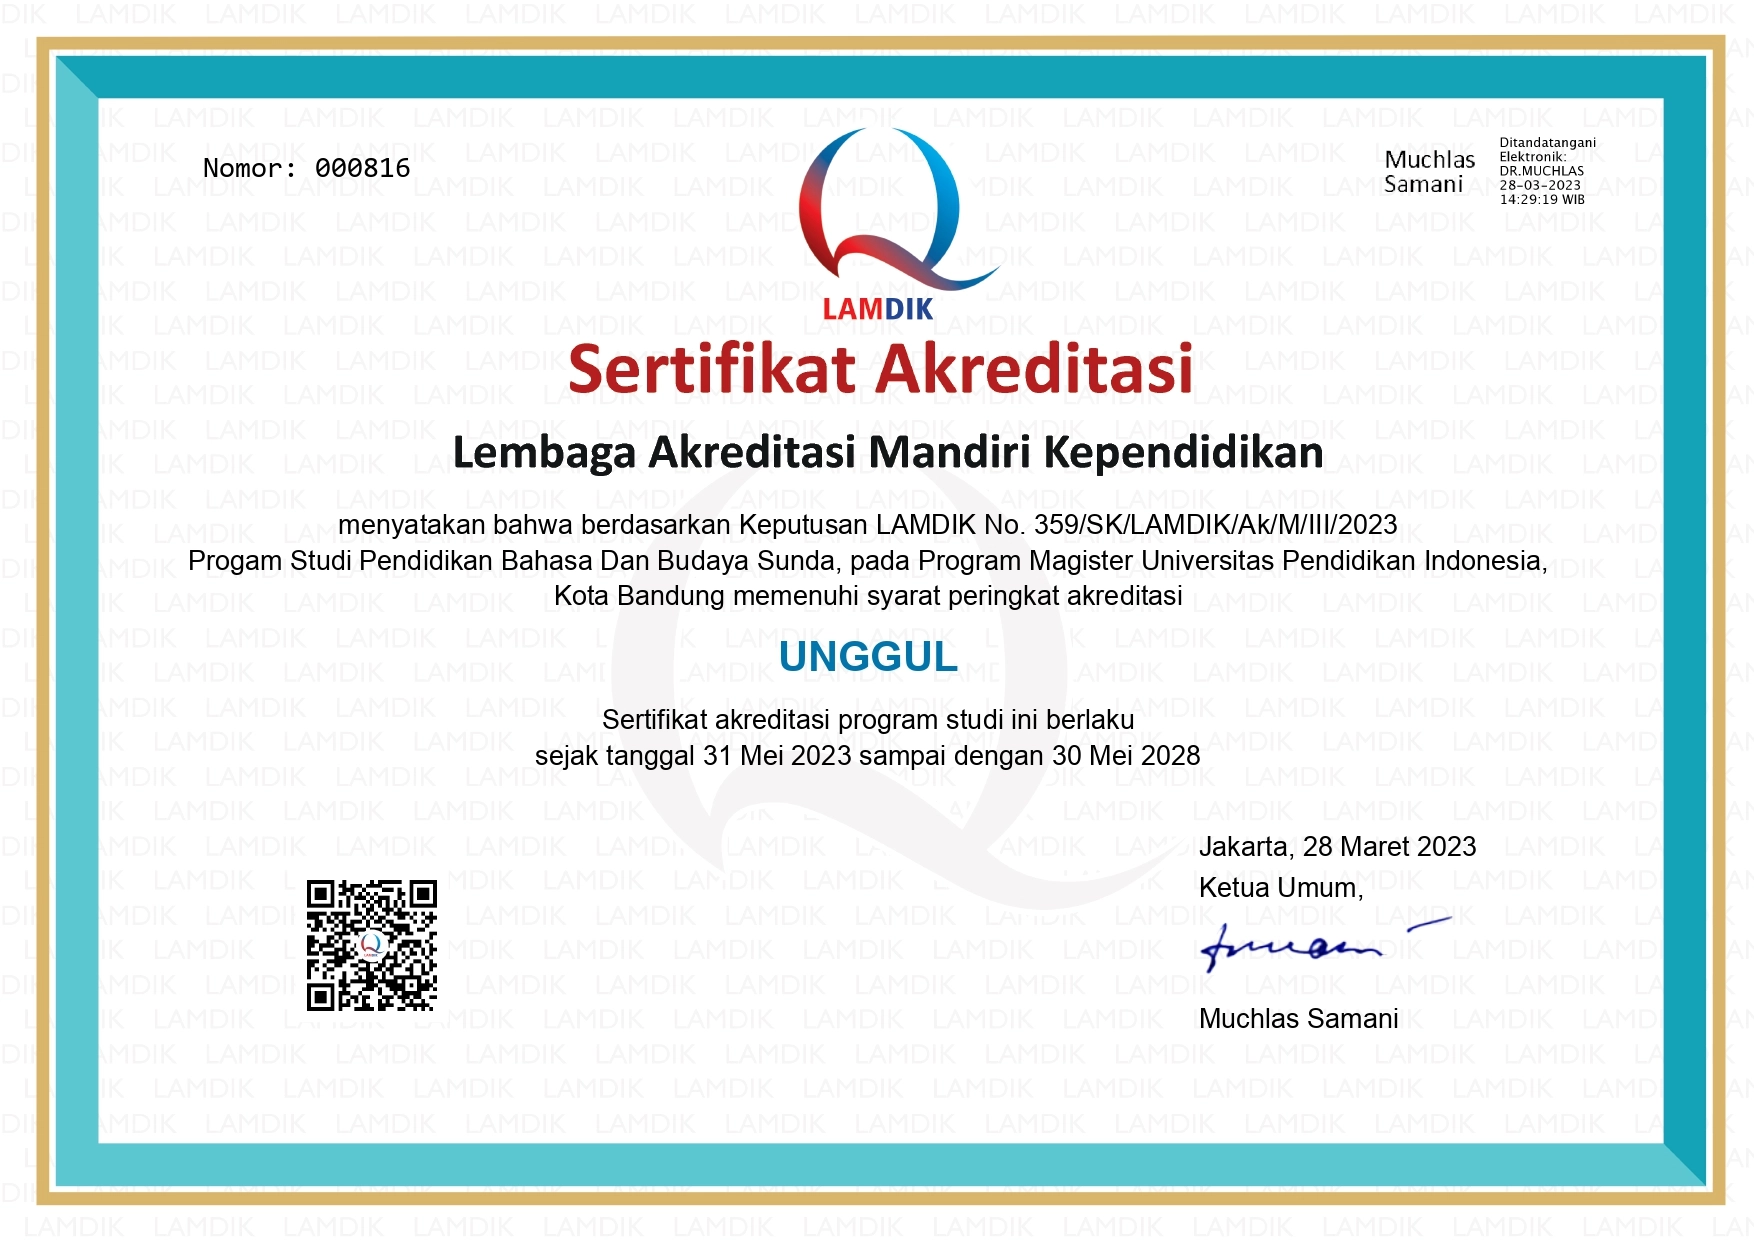 Nomor: 000816
Muchlas
Samani
Ditandatangani
Elektronik:
DR.MUCHLAS
28-03-2023
14:29:19 WIB
LAMDIK
Sertifikat Akreditasi
Lembaga Akreditasi Mandiri Kependidikan
menyatakan bahwa berdasarkan Keputusan LAMDIK No. 359/SK/LAMDIK/Ak/M/III/2023
Progam Studi Pendidikan Bahasa Dan Budaya Sunda, pada Program Magister Universitas Pendidikan Indonesia,
Kota Bandung memenuhi syarat peringkat akreditasi
UNGGUL
Sertifikat akreditasi program studi ini berlaku
sejak tanggal 31 Mei 2023 sampai dengan 30 Mei 2028
Jakarta, 28 Maret 2023
Ketua Umum,
Muchlas Samani